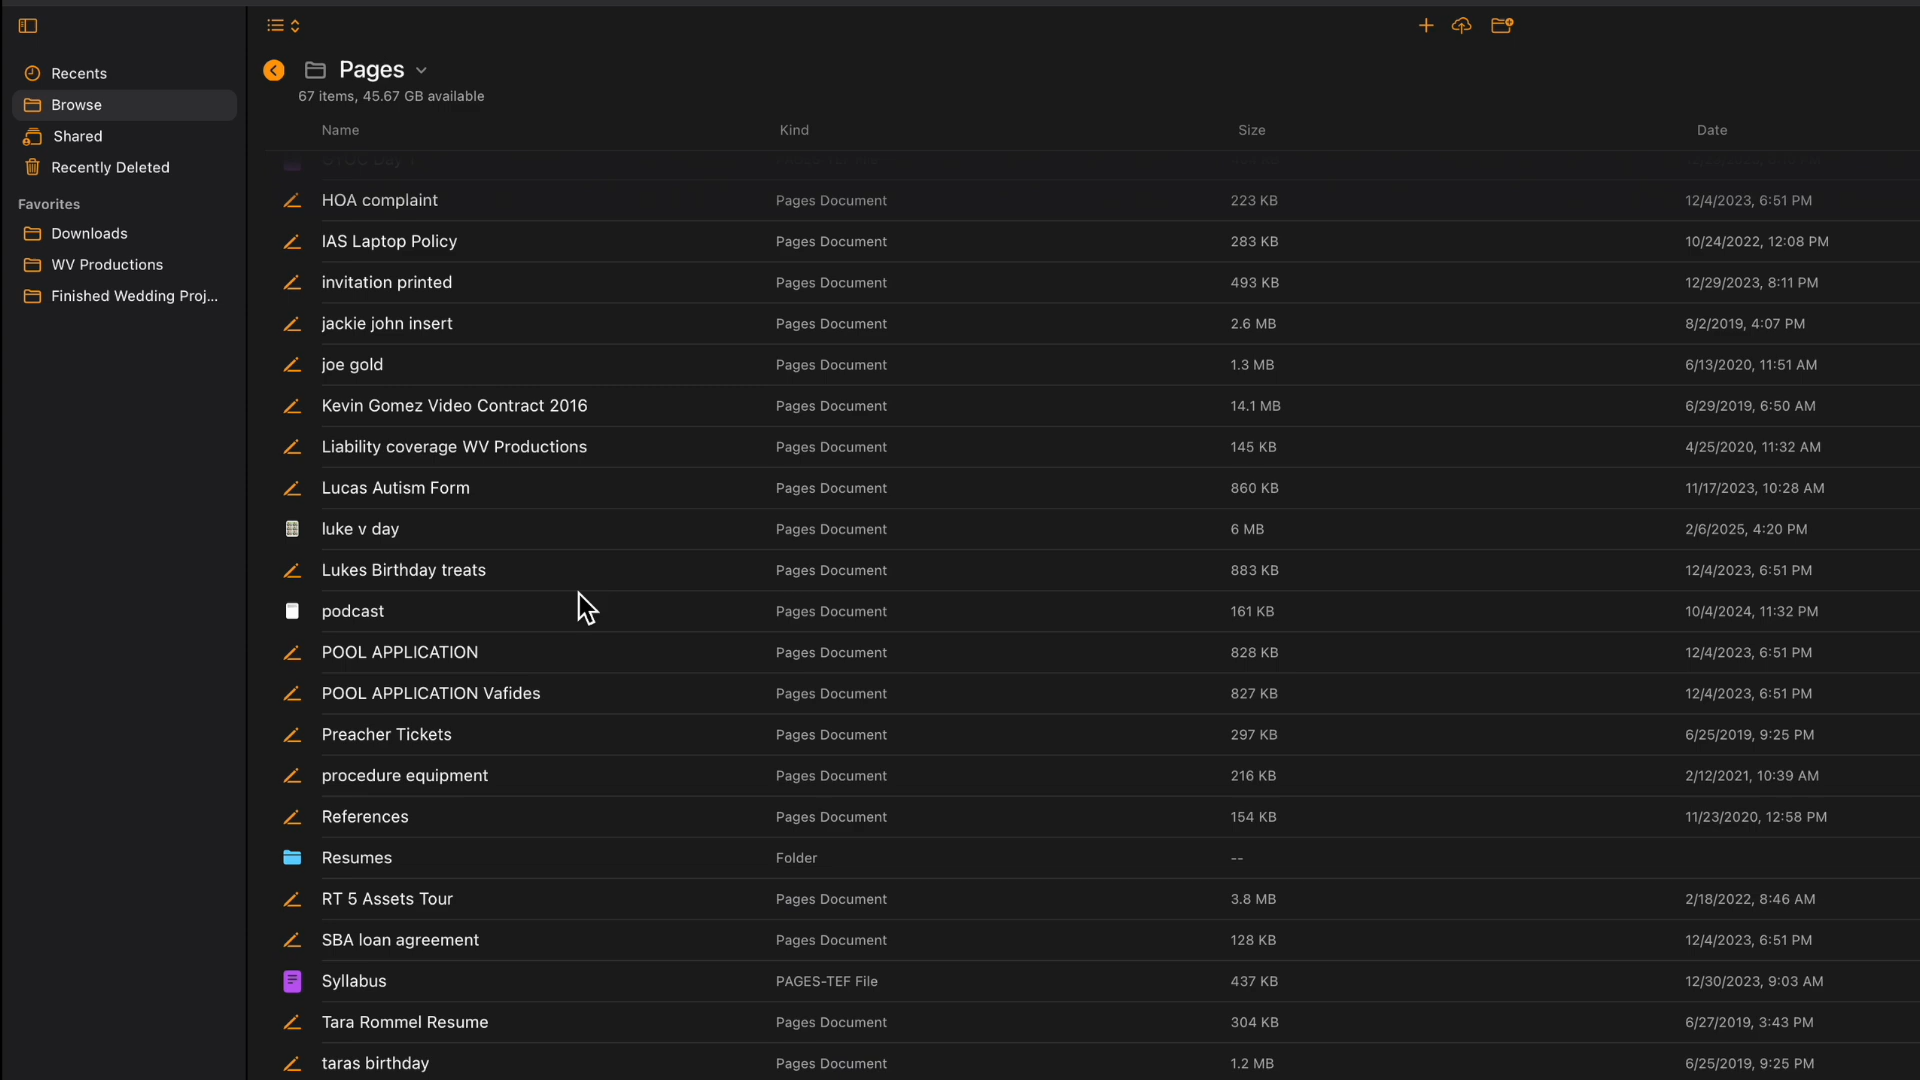 Recents
Browse
Shared
Recently Deleted
Favorites
Downloads
WV Productions
Finished Wedding Proj...
Pages
67 items, 45.67 GB available
Name Kind Size Date
HOA complaint Pages Document 223 KB 12/4/2023, 6:51 PM
IAS Laptop Policy Pages Document 283 KB 10/24/2022, 12:08 PM
invitation printed Pages Document 493 KB 12/29/2023, 8:11 PM
jackie john insert Pages Document 2.6 MB 8/2/2019, 4:07 PM
joe gold Pages Document 1.3 MB 6/13/2020, 11:51 AM
Kevin Gomez Video Contract 2016 Pages Document 14.1 MB 6/29/2019, 6:50 AM
Liability coverage WV Productions Pages Document 145 KB 4/25/2020, 11:32 AM
Lucas Autism Form Pages Document 860 KB 11/17/2023, 10:28 AM
luke v day Pages Document 6 MB 2/6/2025, 4:20 PM
Lukes Birthday treats Pages Document 883 KB 12/4/2023, 6:51 PM
podcast Pages Document 161 KB 10/4/2024, 11:32 PM
POOL APPLICATION Pages Document 828 KB 12/4/2023, 6:51 PM
POOL APPLICATION Vafides Pages Document 827 KB 12/4/2023, 6:51 PM
Preacher Tickets Pages Document 297 KB 6/25/2019, 9:25 PM
procedure equipment Pages Document 216 KB 2/12/2021, 10:39 AM
References Pages Document 154 KB 11/23/2020, 12:58 PM
Resumes Folder --
RT 5 Assets Tour Pages Document 3.8 MB 2/18/2022, 8:46 AM
SBA loan agreement Pages Document 128 KB 12/4/2023, 6:51 PM
Syllabus PAGES-TEF File 437 KB 12/30/2023, 9:03 AM
Tara Rommel Resume Pages Document 304 KB 6/27/2019, 3:43 PM
taras birthday Pages Document 1.2 MB 6/25/2019, 9:25 PM